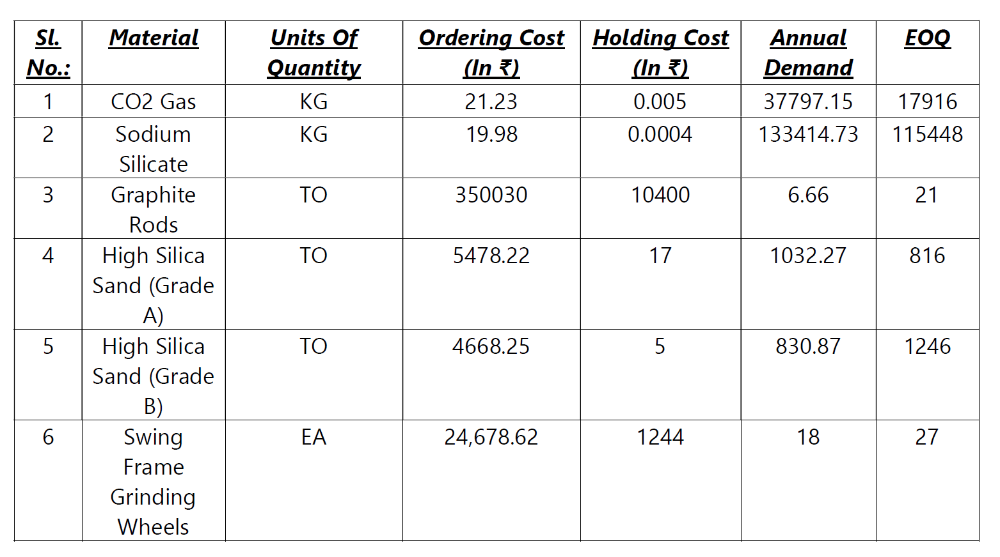 Sl. No.: Material Units Of Quantity Ordering Cost (In ₹) Holding Cost (In ₹) Annual Demand EOQ
1 CO2 Gas KG 21.23 0.005 37797.15 17916
2 Sodium Silicate KG 19.98 0.0004 133414.73 115448
3 Graphite Rods TO 350030 10400 6.66 21
4 High Silica Sand (Grade A) TO 5478.22 17 1032.27 816
5 High Silica Sand (Grade B) TO 4668.25 5 830.87 1246
6 Swing Frame Grinding Wheels EA 24,678.62 1244 18 27